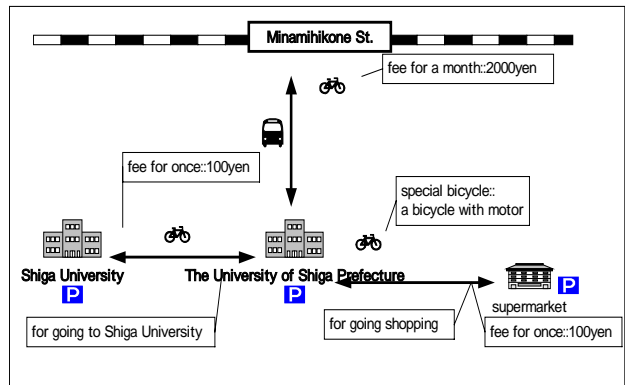 Minamihikone St.
fee for a month::2000yen
fee for once::100yen
special bicycle::
a bicycle with motor
Shiga University
P
The University of Shiga Prefecture
P
P
supermarket
for going to Shiga University
for going shopping
fee for once::100yen